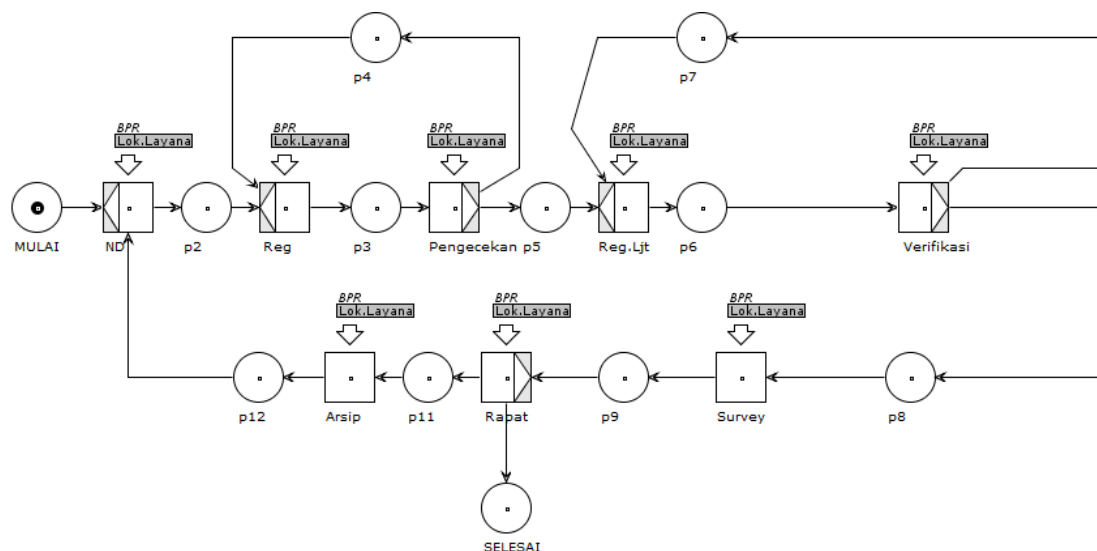 p4
p7
BPR
Lok.Layana
BPR
Lok.Layana
BPR
Lok.Layana
BPR
Lok.Layana
BPR
Lok.Layana
MULAI
ND
p2
Reg
p3
Pengecekan
p5
Reg.Ljt
p6
Verifikasi
BPR
Lok.Layana
BPR
Lok.Layana
BPR
Lok.Layana
p12
Arsip
p11
Rapat
p9
Survey
p8
SELESAI